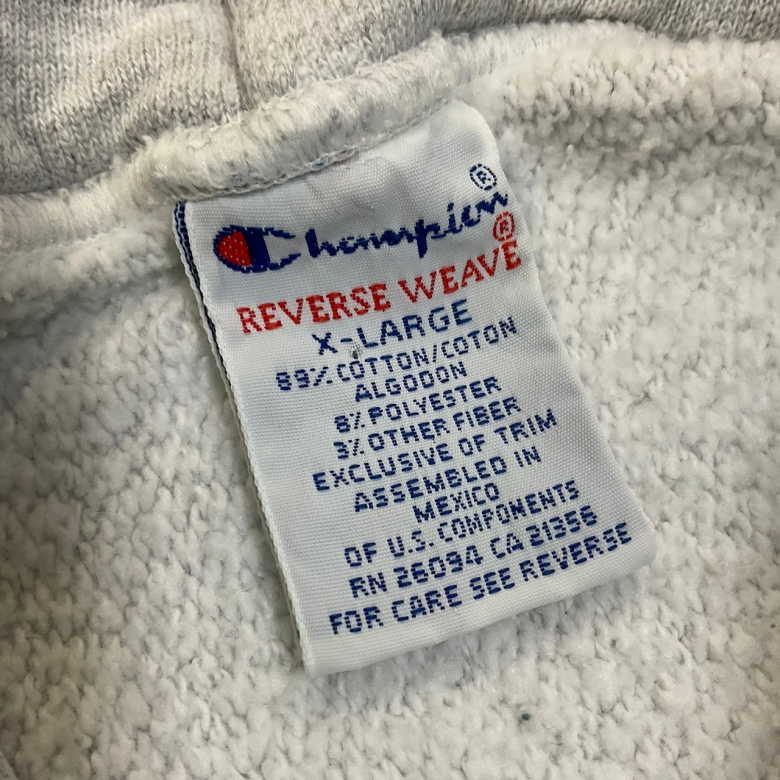 Champion®
REVERSE WEAVE®
X-LARGE
89% COTTON/COTON
ALGODON
8% POLYESTER
3% OTHER FIBER
EXCLUSIVE OF TRIM
ASSEMBLED IN
MEXICO
OF U.S. COMPONENTS
RN 26094 CA 21356
FOR CARE SEE REVERSE